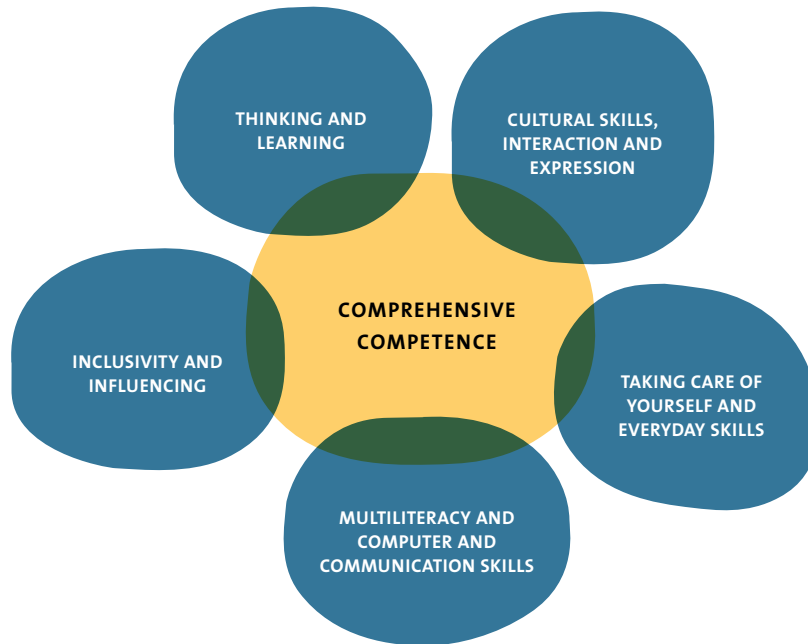 THINKING AND
LEARNING
CULTURAL SKILLS,
INTERACTION AND
EXPRESSION
COMPREHENSIVE
COMPETENCE
INCLUSIVITY AND
INFLUENCING
TAKING CARE OF
YOURSELF AND
EVERYDAY SKILLS
MULTILITERACY AND
COMPUTER AND
COMMUNICATION SKILLS